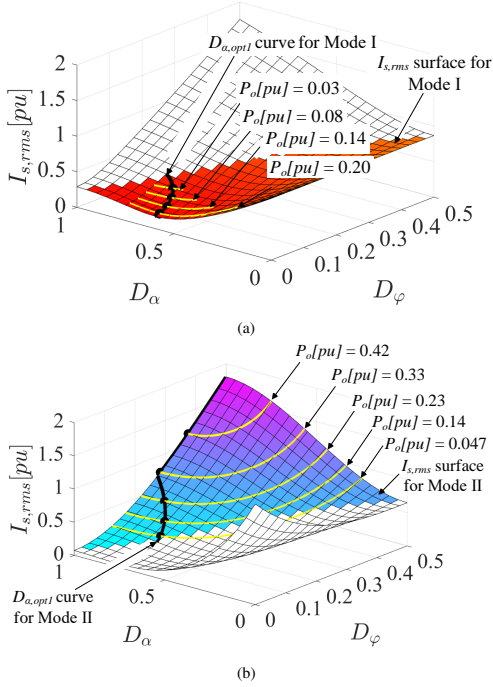 D_{α,opt1} curve for Mode I
I_{s,rms} surface for
Mode I
P_o[pu] = 0.03
P_o[pu] = 0.08
P_o[pu] = 0.14
P_o[pu] = 0.20
I_{s,rms}[pu]
2
1.5
1
0.5
0
1
0.5
0
D_α
0
0.1
0.2
0.3
0.4
0.5
D_φ
(a)
P_o[pu] = 0.42
P_o[pu] = 0.33
P_o[pu] = 0.23
P_o[pu] = 0.14
P_o[pu] = 0.047
I_{s,rms} surface
for Mode II
I_{s,rms}[pu]
2
1.5
1
0.5
0
1
0.5
0
D_α
0
0.1
0.2
0.3
0.4
0.5
D_φ
D_{α,opt1} curve
for Mode II
(b)